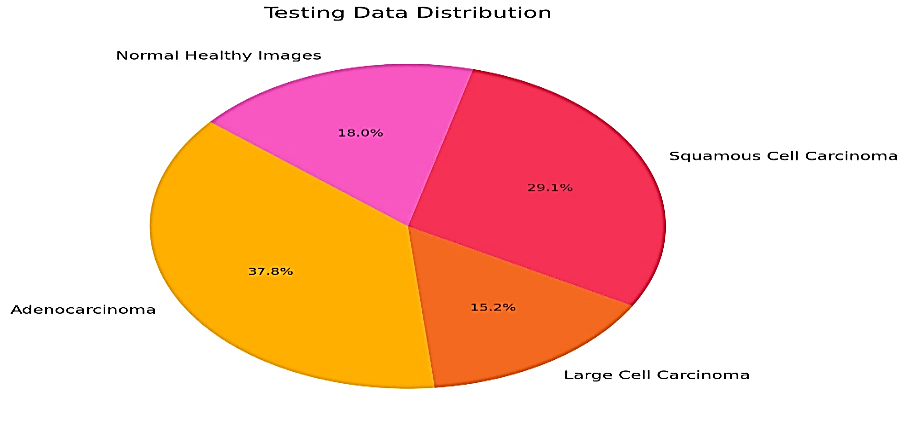 Testing Data Distribution
Normal Healthy Images
18.0%
Squamous Cell Carcinoma
29.1%
37.8%
Adenocarcinoma
15.2%
Large Cell Carcinoma